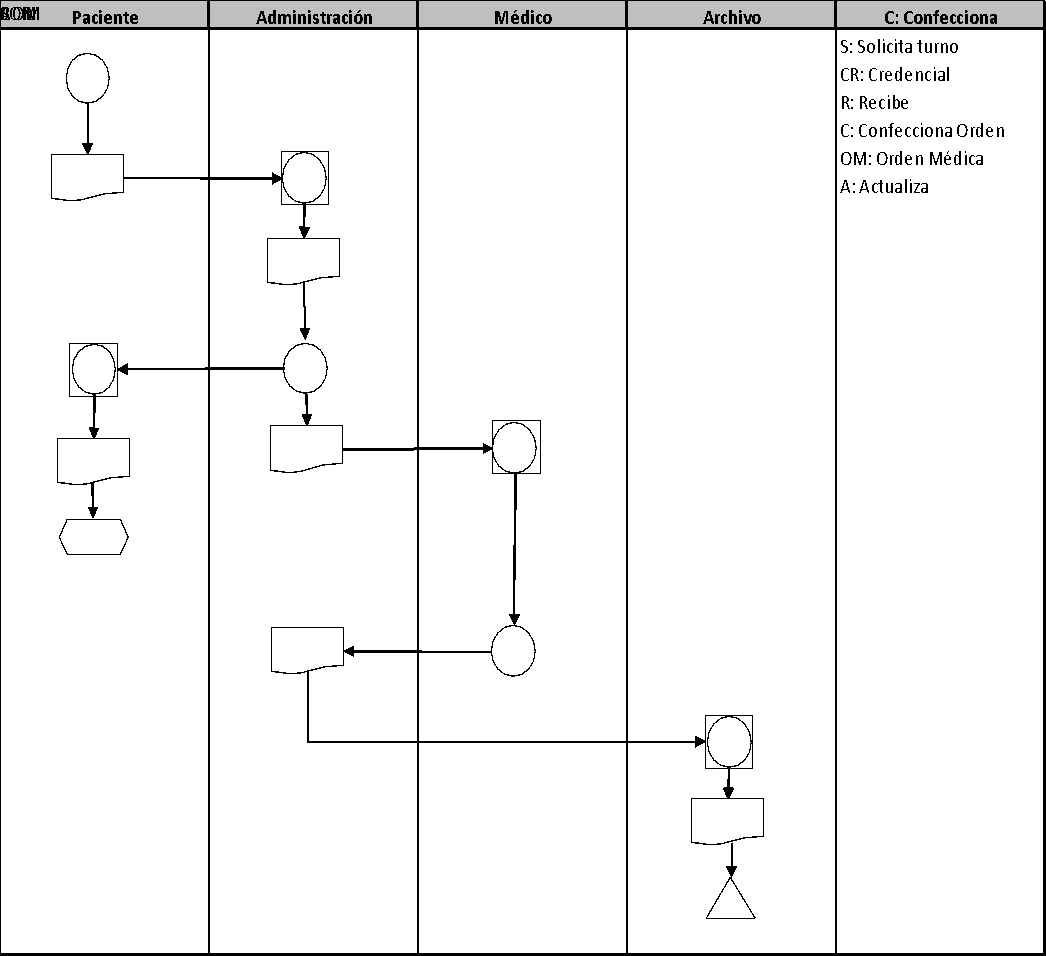 Paciente
Administración
Médico
Archivo
C: Confecciona
S: Solicita turno
CR: Credencial
R: Recibe
C: Confecciona Orden
OM: Orden Médica
A: Actualiza